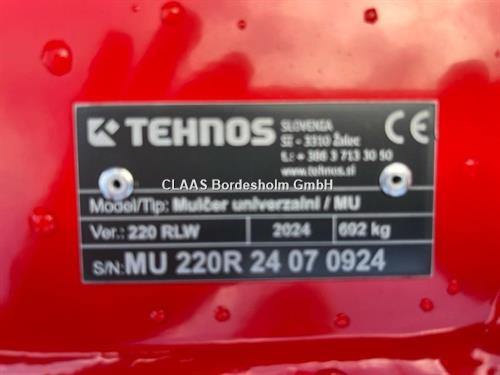 TEHNOS
SLOVENIA
SI - 3310 Žalec
t.: + 386 3 713 30 50
www.tehnos.si
CE
CLAAS Bordesholm GmbH
Model/Tip: Mulčer univerzalni / MU
Ver.: 220 RLW 2024 692 kg
S/N: MU 220R 24 07 0924